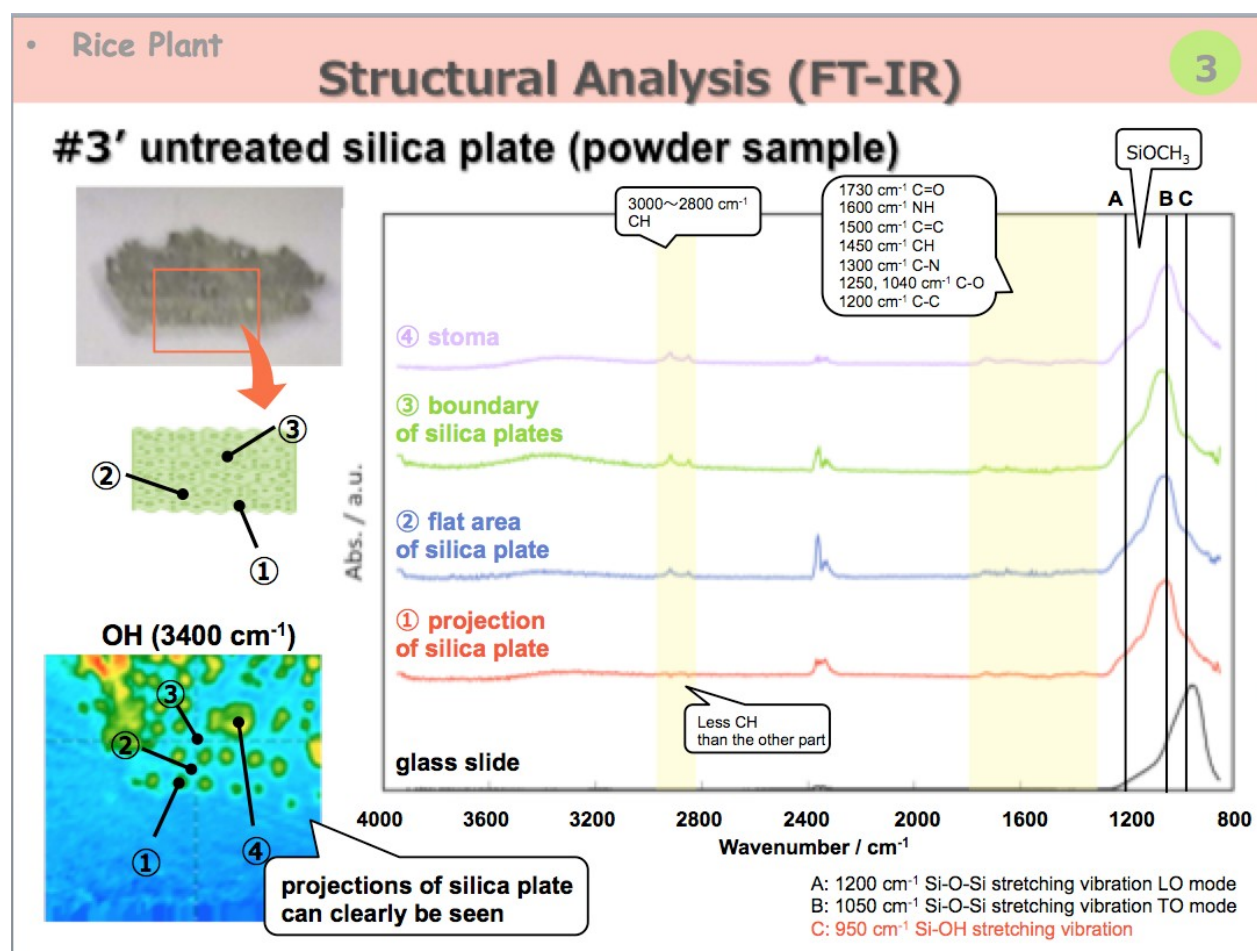 • Rice Plant
Structural Analysis (FT-IR)
3
#3’ untreated silica plate (powder sample)
SiOCH₃
3000～2800 cm⁻¹
CH
1730 cm⁻¹ C=O
1600 cm⁻¹ NH
1500 cm⁻¹ C=C
1450 cm⁻¹ CH
1300 cm⁻¹ C-N
1250, 1040 cm⁻¹ C-O
1200 cm⁻¹ C-C
A B C
④ stoma
③ boundary
of silica plates
② flat area
of silica plate
① projection
of silica plate
Less CH
than the other part
glass slide
Abs. / a.u.
4000 3600 3200 2800 2400 2000 1600 1200 800
Wavenumber / cm⁻¹
③
②
①
OH (3400 cm⁻¹)
③
②
①
④
projections of silica plate
can clearly be seen
A: 1200 cm⁻¹ Si-O-Si stretching vibration LO mode
B: 1050 cm⁻¹ Si-O-Si stretching vibration TO mode
C: 950 cm⁻¹ Si-OH stretching vibration